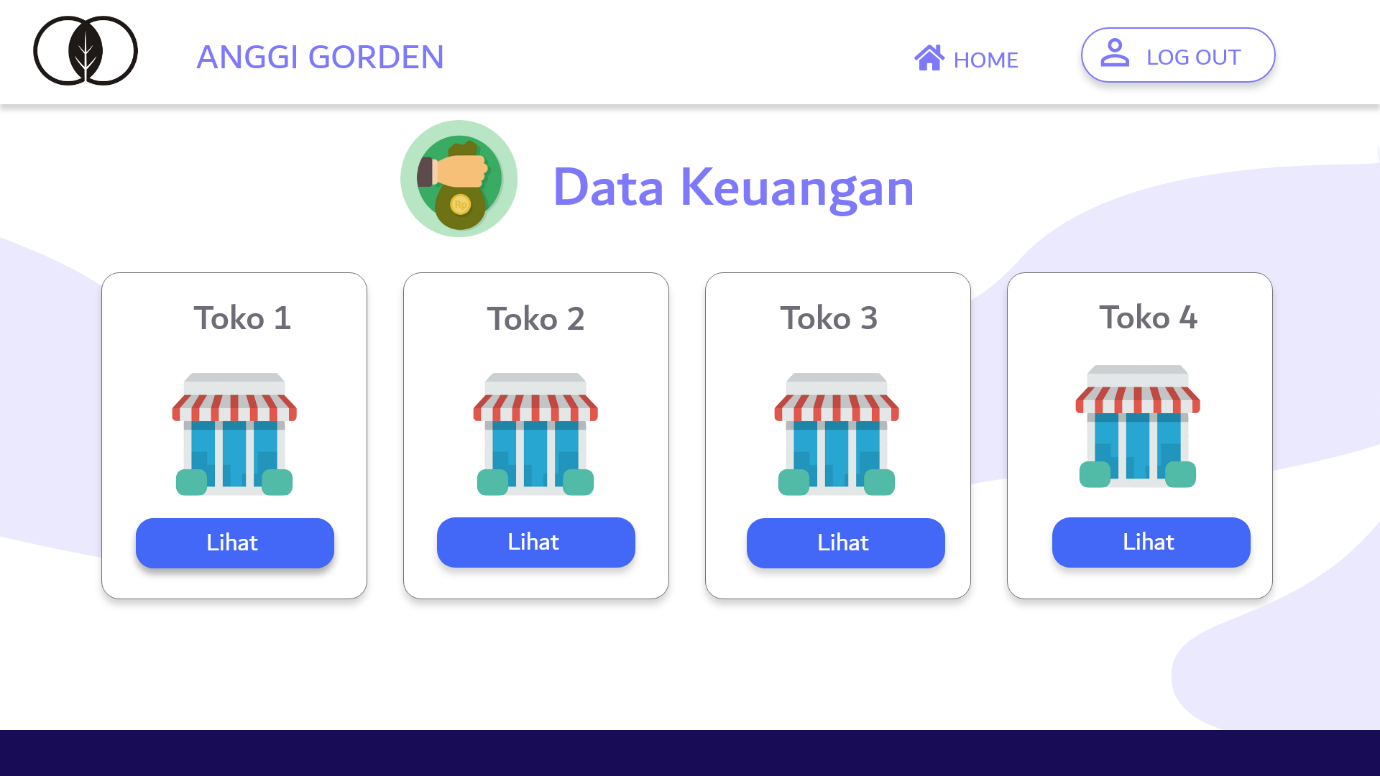 ANGGI GORDEN
HOME
LOG OUT
Data Keuangan
Rp
Toko 1
Toko 2
Toko 3
Toko 4
Lihat
Lihat
Lihat
Lihat